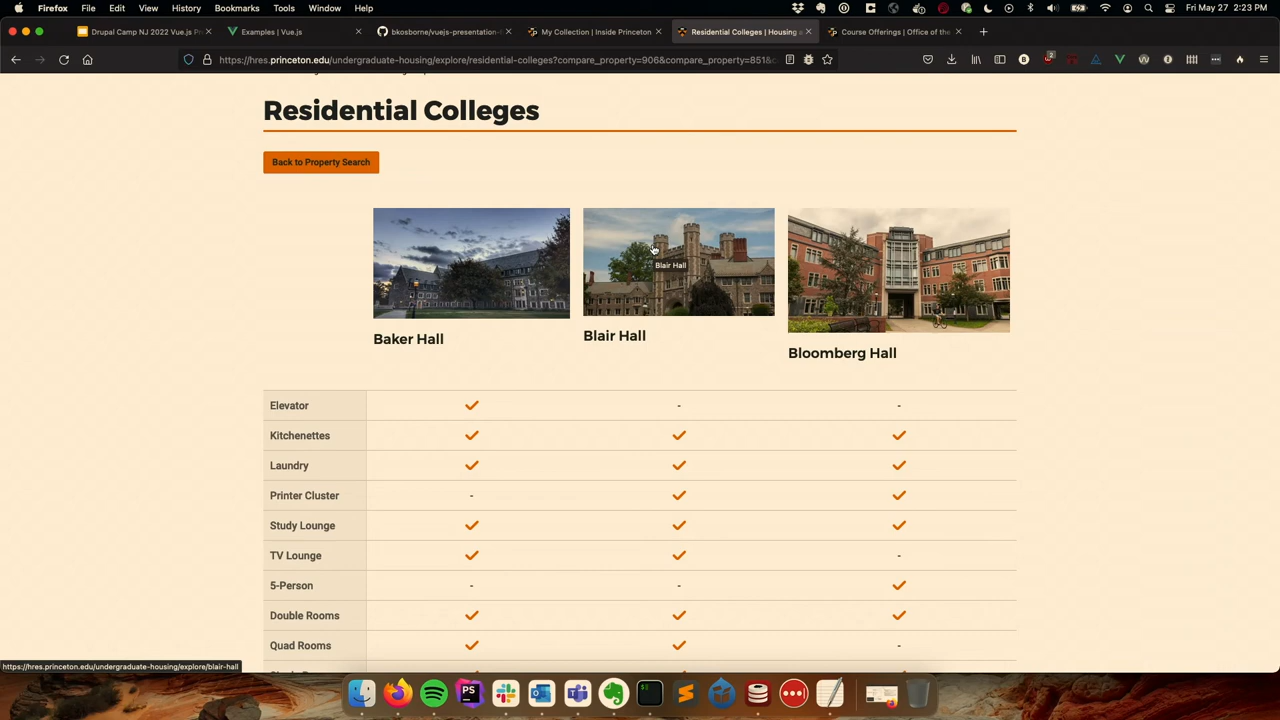 Firefox File Edit View History Bookmarks Tools Window Help Fri May 27 2:23 PM
Drupal Camp NJ 2022 Vue.js Pr Examples | Vue.js bkosborne/vuejs-presentation- My Collection | Inside Princeton Residential Colleges | Housing a Course Offerings | Office of the
https://hres.princeton.edu/undergraduate-housing/explore/residential-colleges?compare_property=906&compare_property=851&c
Residential Colleges
Back to Property Search
Blair Hall
Baker Hall
Blair Hall
Bloomberg Hall
Elevator - -
Kitchenettes
Laundry
Printer Cluster -
Study Lounge
TV Lounge -
5-Person - -
Double Rooms
Quad Rooms -
https://hres.princeton.edu/undergraduate-housing/explore/blair-hall
PS